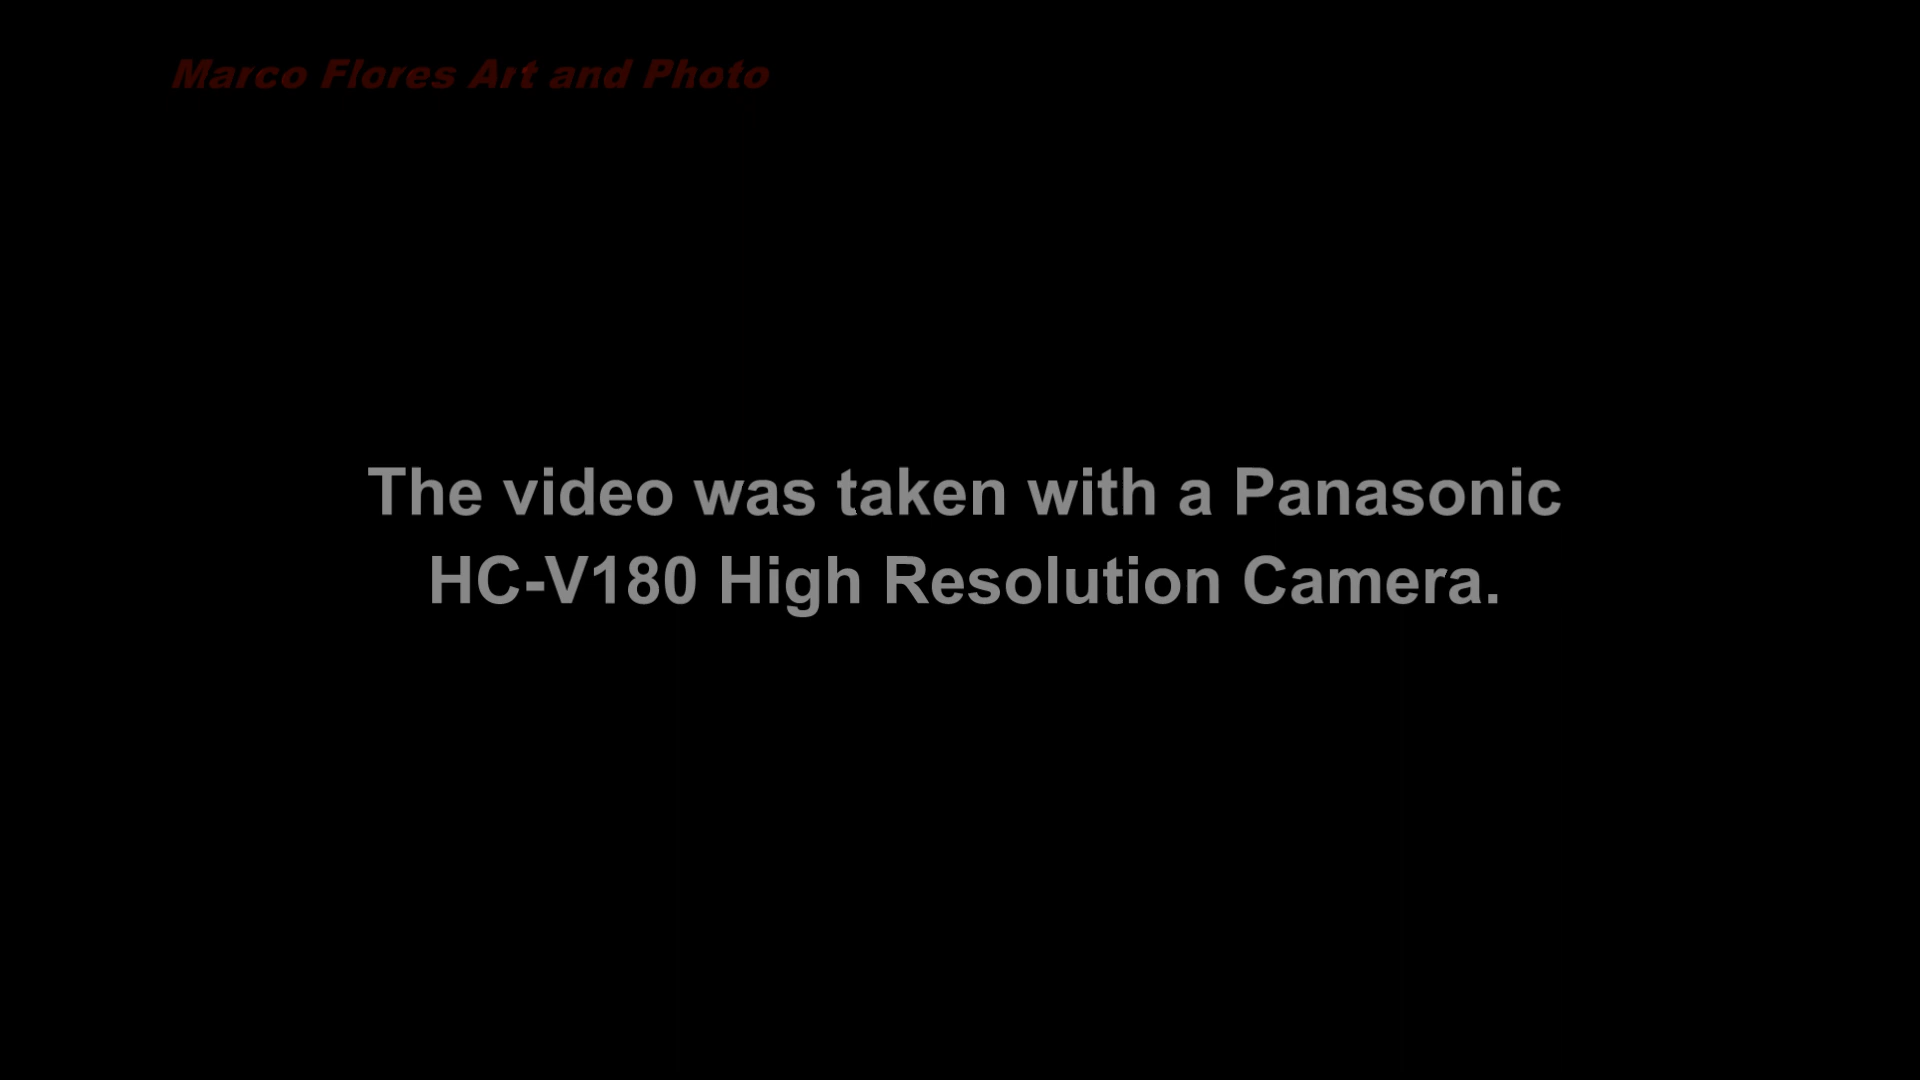 Marco Flores Art and Photo
The video was taken with a Panasonic
HC-V180 High Resolution Camera.